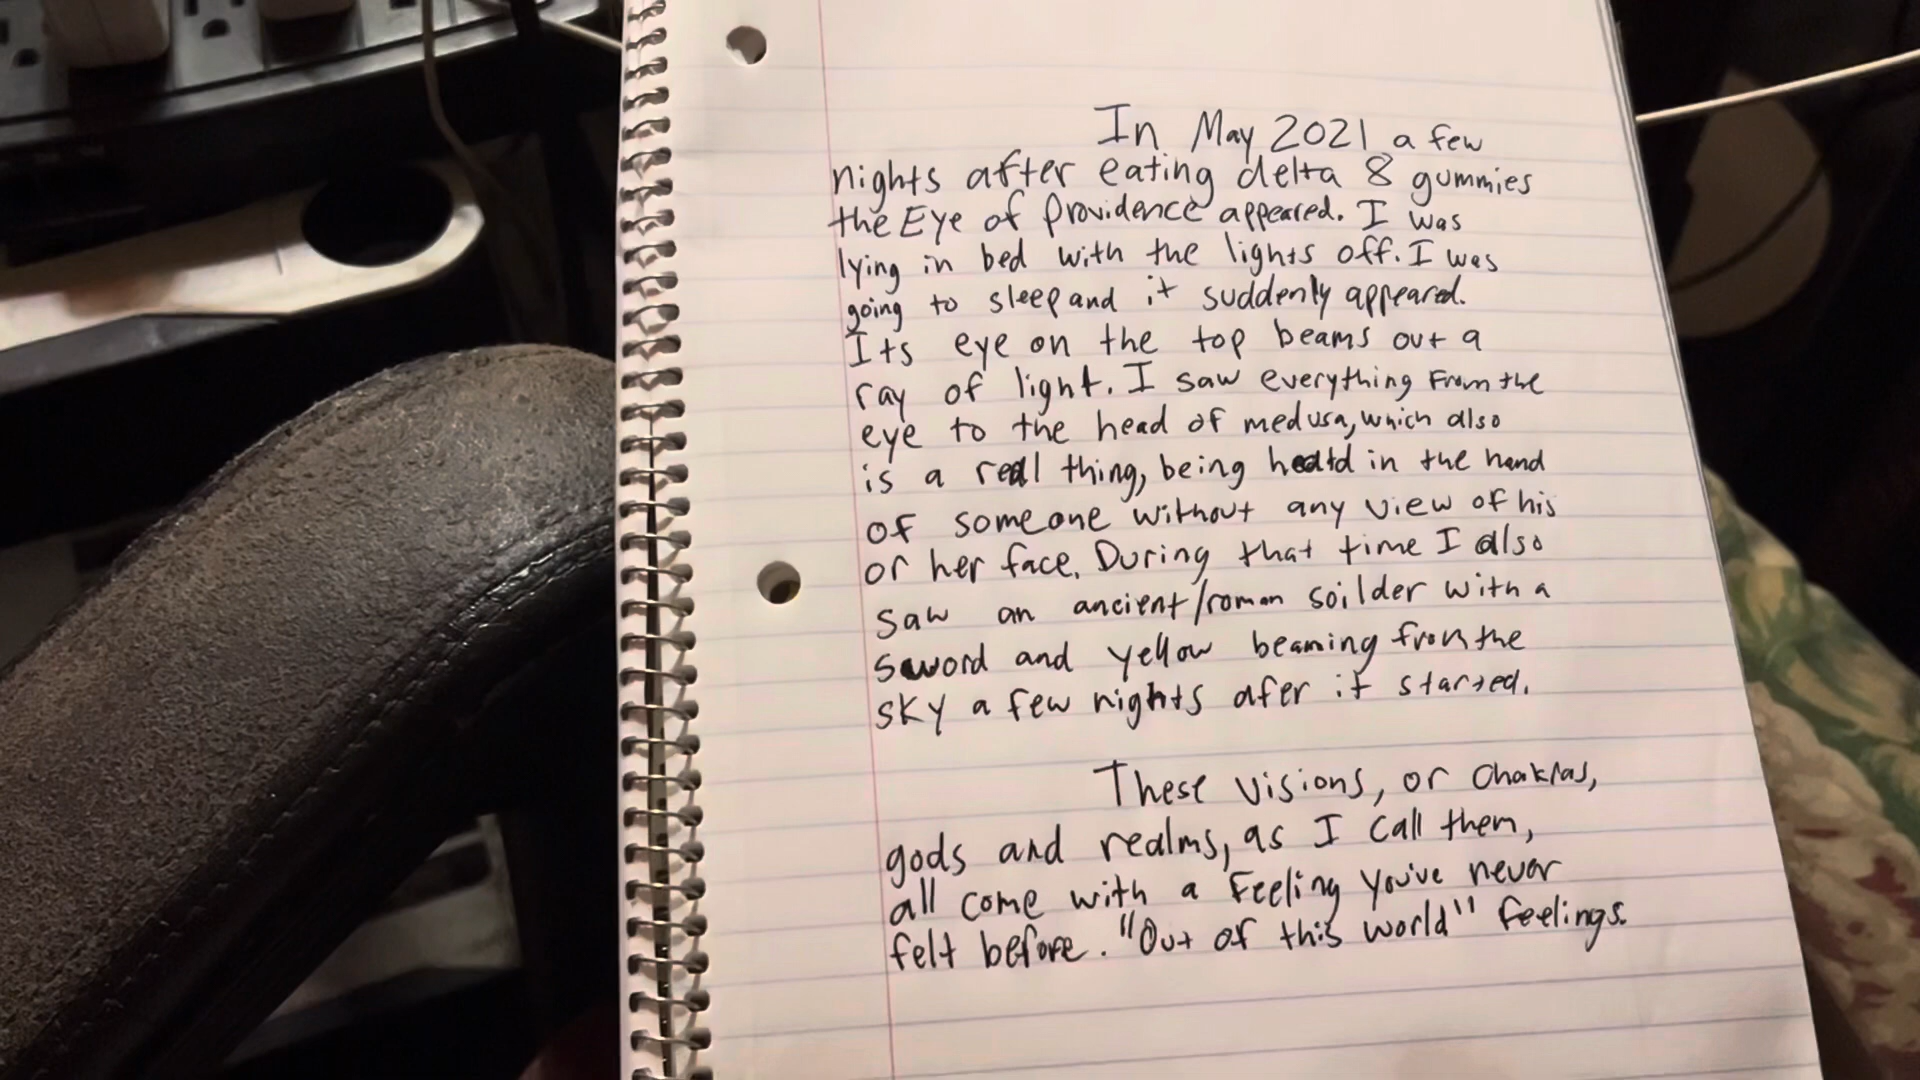 In May 2021 a few
nights after eating delta 8 gummies
the Eye of providence appeared. I was
lying in bed with the lights off. I was
going to sleep and it suddenly appeared.
Its eye on the top beams out a
ray of light. I saw everything From the
eye to the head of medusa, which also
is a reall thing, being heald in the hand
of someone without any view of his
or her face. During that time I also
saw an ancient/roman soilder with a
sword and yellow beaming from the
sky a few nights afer it started.
These visions, or Chakras,
gods and realms, as I call them,
all come with a Feeling you've never
felt before. "Out of this world" feelings.